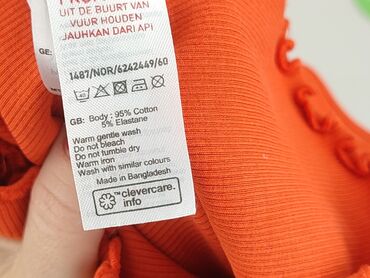 UIT DE BUURT VAN
VUUR HOUDEN
JAUHKAN DARI API
GE:
1487/NOR/6242449/60
GB: Body : 95% Cotton
5% Elastane
Warm gentle wash
Do not bleach
Do not tumble dry
Warm iron
Wash with similar colours
Made in Bangladesh
™clevercare.
info